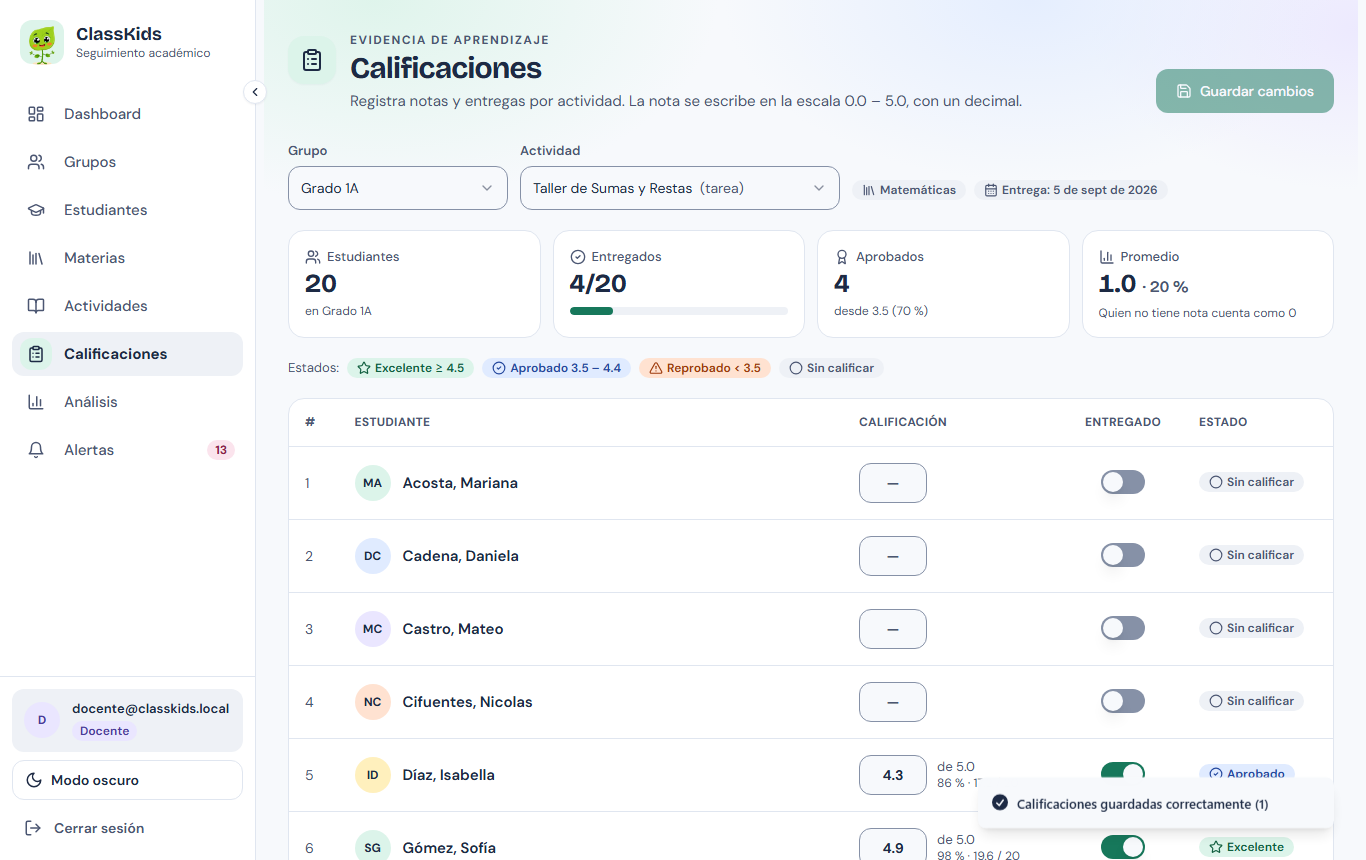 ClassKids
Seguimiento académico
Dashboard
Grupos
Estudiantes
Materias
Actividades
Calificaciones
Análisis
Alertas 13
D docente@classkids.local
Docente
Modo oscuro
Cerrar sesión
EVIDENCIA DE APRENDIZAJE
Calificaciones
Registra notas y entregas por actividad. La nota se escribe en la escala 0.0 – 5.0, con un decimal.
Guardar cambios
Grupo Actividad
Grado 1A Taller de Sumas y Restas (tarea) Matemáticas Entrega: 5 de sept de 2026
Estudiantes
20
en Grado 1A
Entregados
4/20
Aprobados
4
desde 3.5 (70 %)
Promedio
1.0 · 20 %
Quien no tiene nota cuenta como 0
Estados: Excelente ≥ 4.5 Aprobado 3.5 – 4.4 Reprobado < 3.5 Sin calificar
# ESTUDIANTE CALIFICACIÓN ENTREGADO ESTADO
1 MA Acosta, Mariana — Sin calificar
2 DC Cadena, Daniela — Sin calificar
3 MC Castro, Mateo — Sin calificar
4 NC Cifuentes, Nicolas — Sin calificar
5 ID Díaz, Isabella 4.3 de 5.0 Aprobado
86 % ·
Calificaciones guardadas correctamente (1)
6 SG Gómez, Sofía 4.9 de 5.0 Excelente
98 % · 19.6 / 20